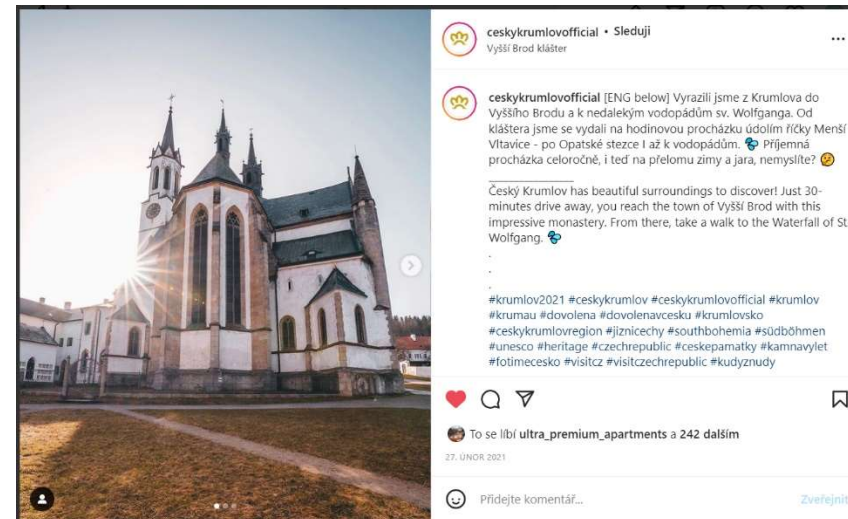 ceskykrumlovofficial • Sleduji
Vyšší Brod klášter
ceskykrumlovofficial [ENG below] Vyrazili jsme z Krumlova do
Vyššího Brodu a k nedalekým vodopádům sv. Wolfganga. Od
kláštera jsme se vydali na hodinovou procházku údolím říčky Menší
Vltavice - po Opatské stezce I až k vodopádům. 💦 Příjemná
procházka celoročně, i teď na přelomu zimy a jara, nemyslíte? 🤔
Český Krumlov has beautiful surroundings to discover! Just 30-
minutes drive away, you reach the town of Vyšší Brod with this
impressive monastery. From there, take a walk to the Waterfall of St
Wolfgang. 💦
.
.
.
#krumlov2021 #ceskykrumlov #ceskykrumlovofficial #krumlov
#krumau #dovolena #dovolenavcesku #krumlovsko
#ceskykrumlovregion #jiznicechy #southbohemia #südböhmen
#unesco #heritage #czechrepublic #ceskepamatky #kamnavylet
#fotimecesko #visitcz #visitczechrepublic #kudyznudy
To se líbí ultra_premium_apartments a 242 dalším
27. ÚNOR 2021
Přidejte komentář...
Zveřejnit